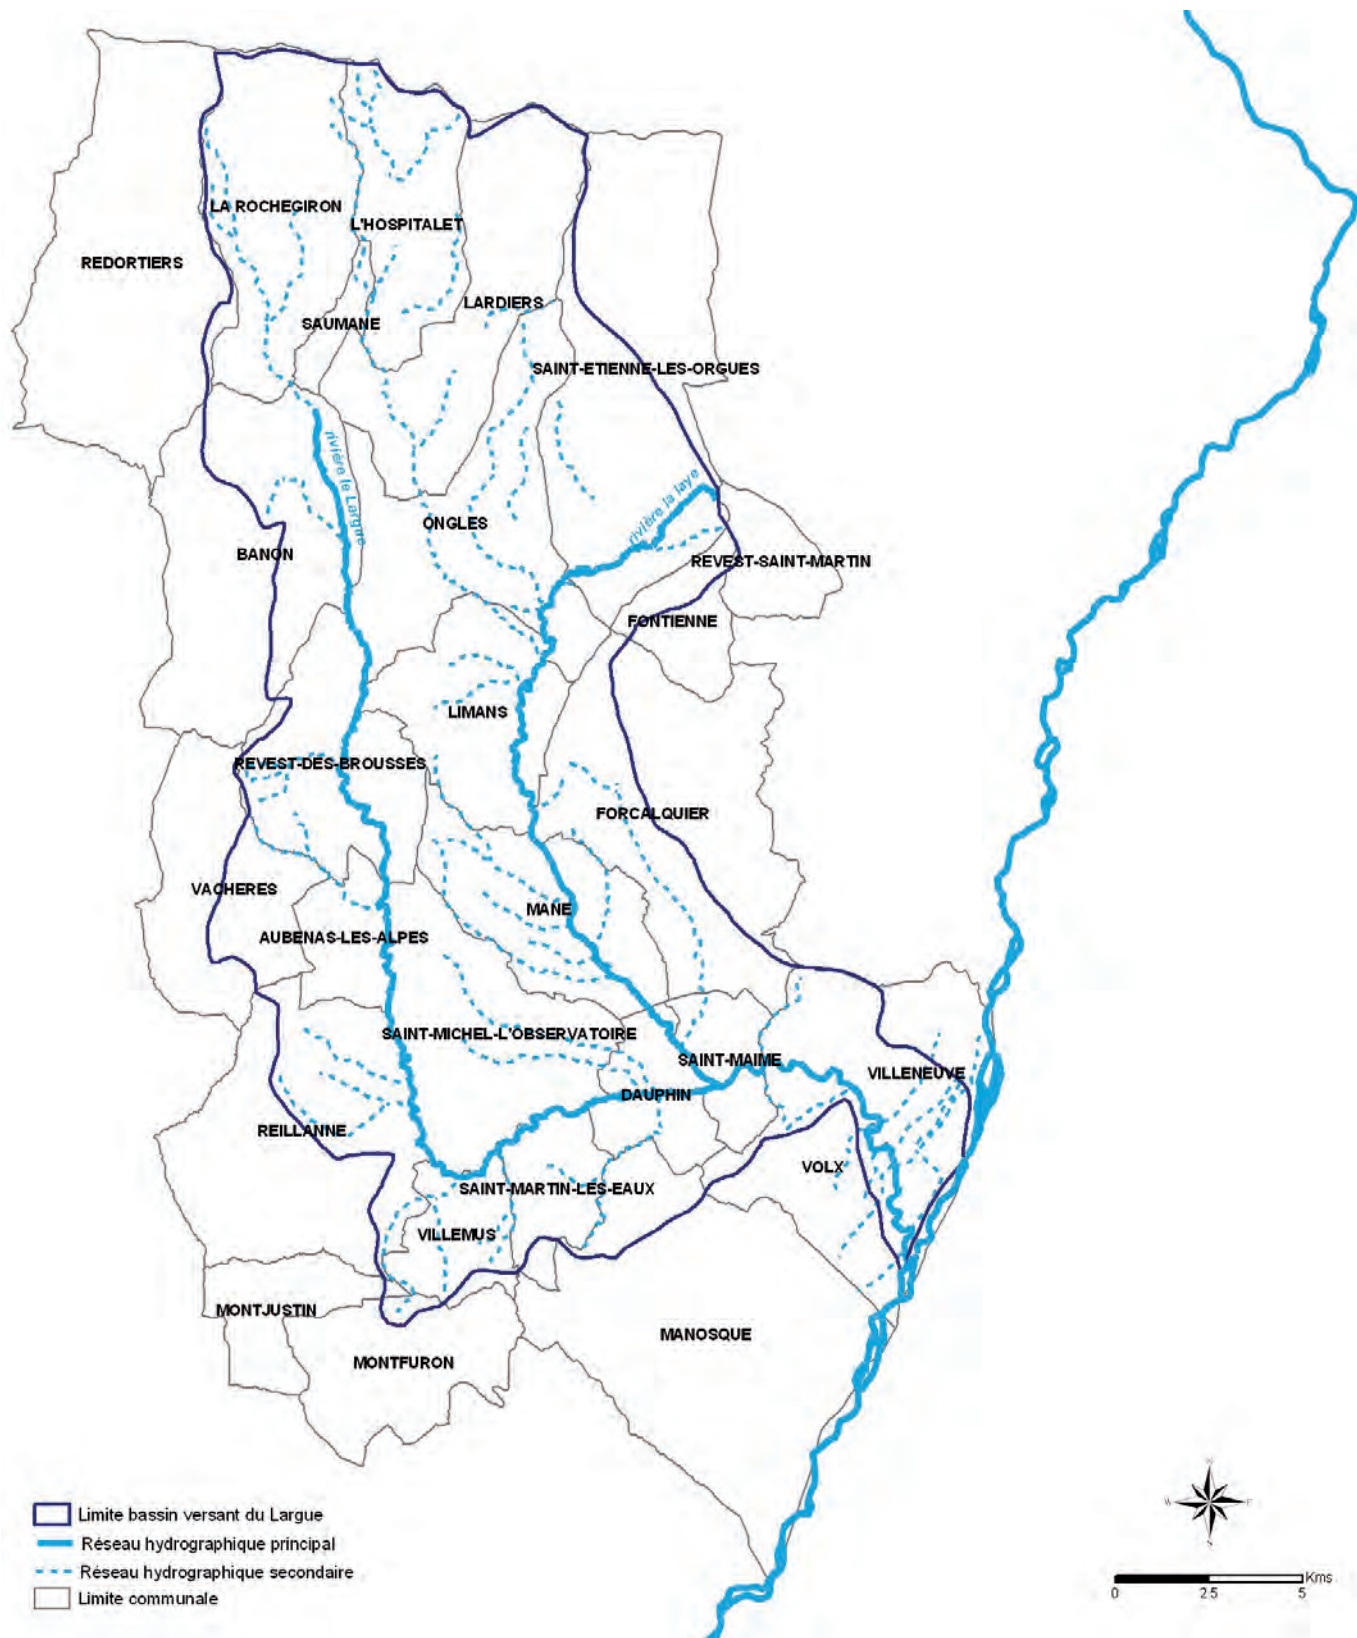 LA ROCHEGIRON
L'HOSPITALET
REDORTIERS
LARDIERS
SAUMANE
SAINT-ETIENNE-LES-ORGUES
rivière le Largue
rivière la laye
ONGLES
BANON
REVEST-SAINT-MARTIN
FONTIENNE
LIMANS
REVEST-DES-BROUSSES
FORCALQUIER
VACHERES
MANE
AUBENAS-LES-ALPES
SAINT-MICHEL-L'OBSERVATOIRE
SAINT-MAIME
VILLENEUVE
DAUPHIN
REILLANNE
VOLX
SAINT-MARTIN-LES-EAUX
VILLEMUS
MONTJUSTIN
MANOSQUE
MONTFURON
N
W E
S
Limite bassin versant du Largue
Réseau hydrographique principal
Réseau hydrographique secondaire
Limite communale
Kms
0 2.5 5